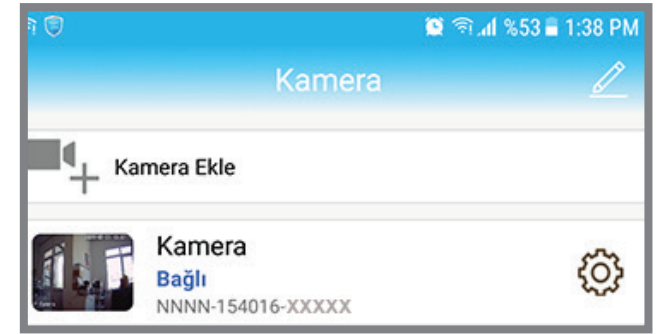 %53 1:38 PM
Kamera
Kamera Ekle
Kamera
Bağlı
NNNN-154016-XXXXX